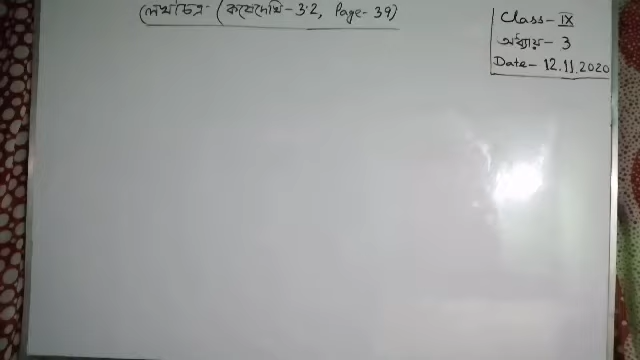 লেখচিত্র- (কষেদেখি-3.2, Page-39)
Class-IX
অধ্যায়-3
Date-12.11.2020